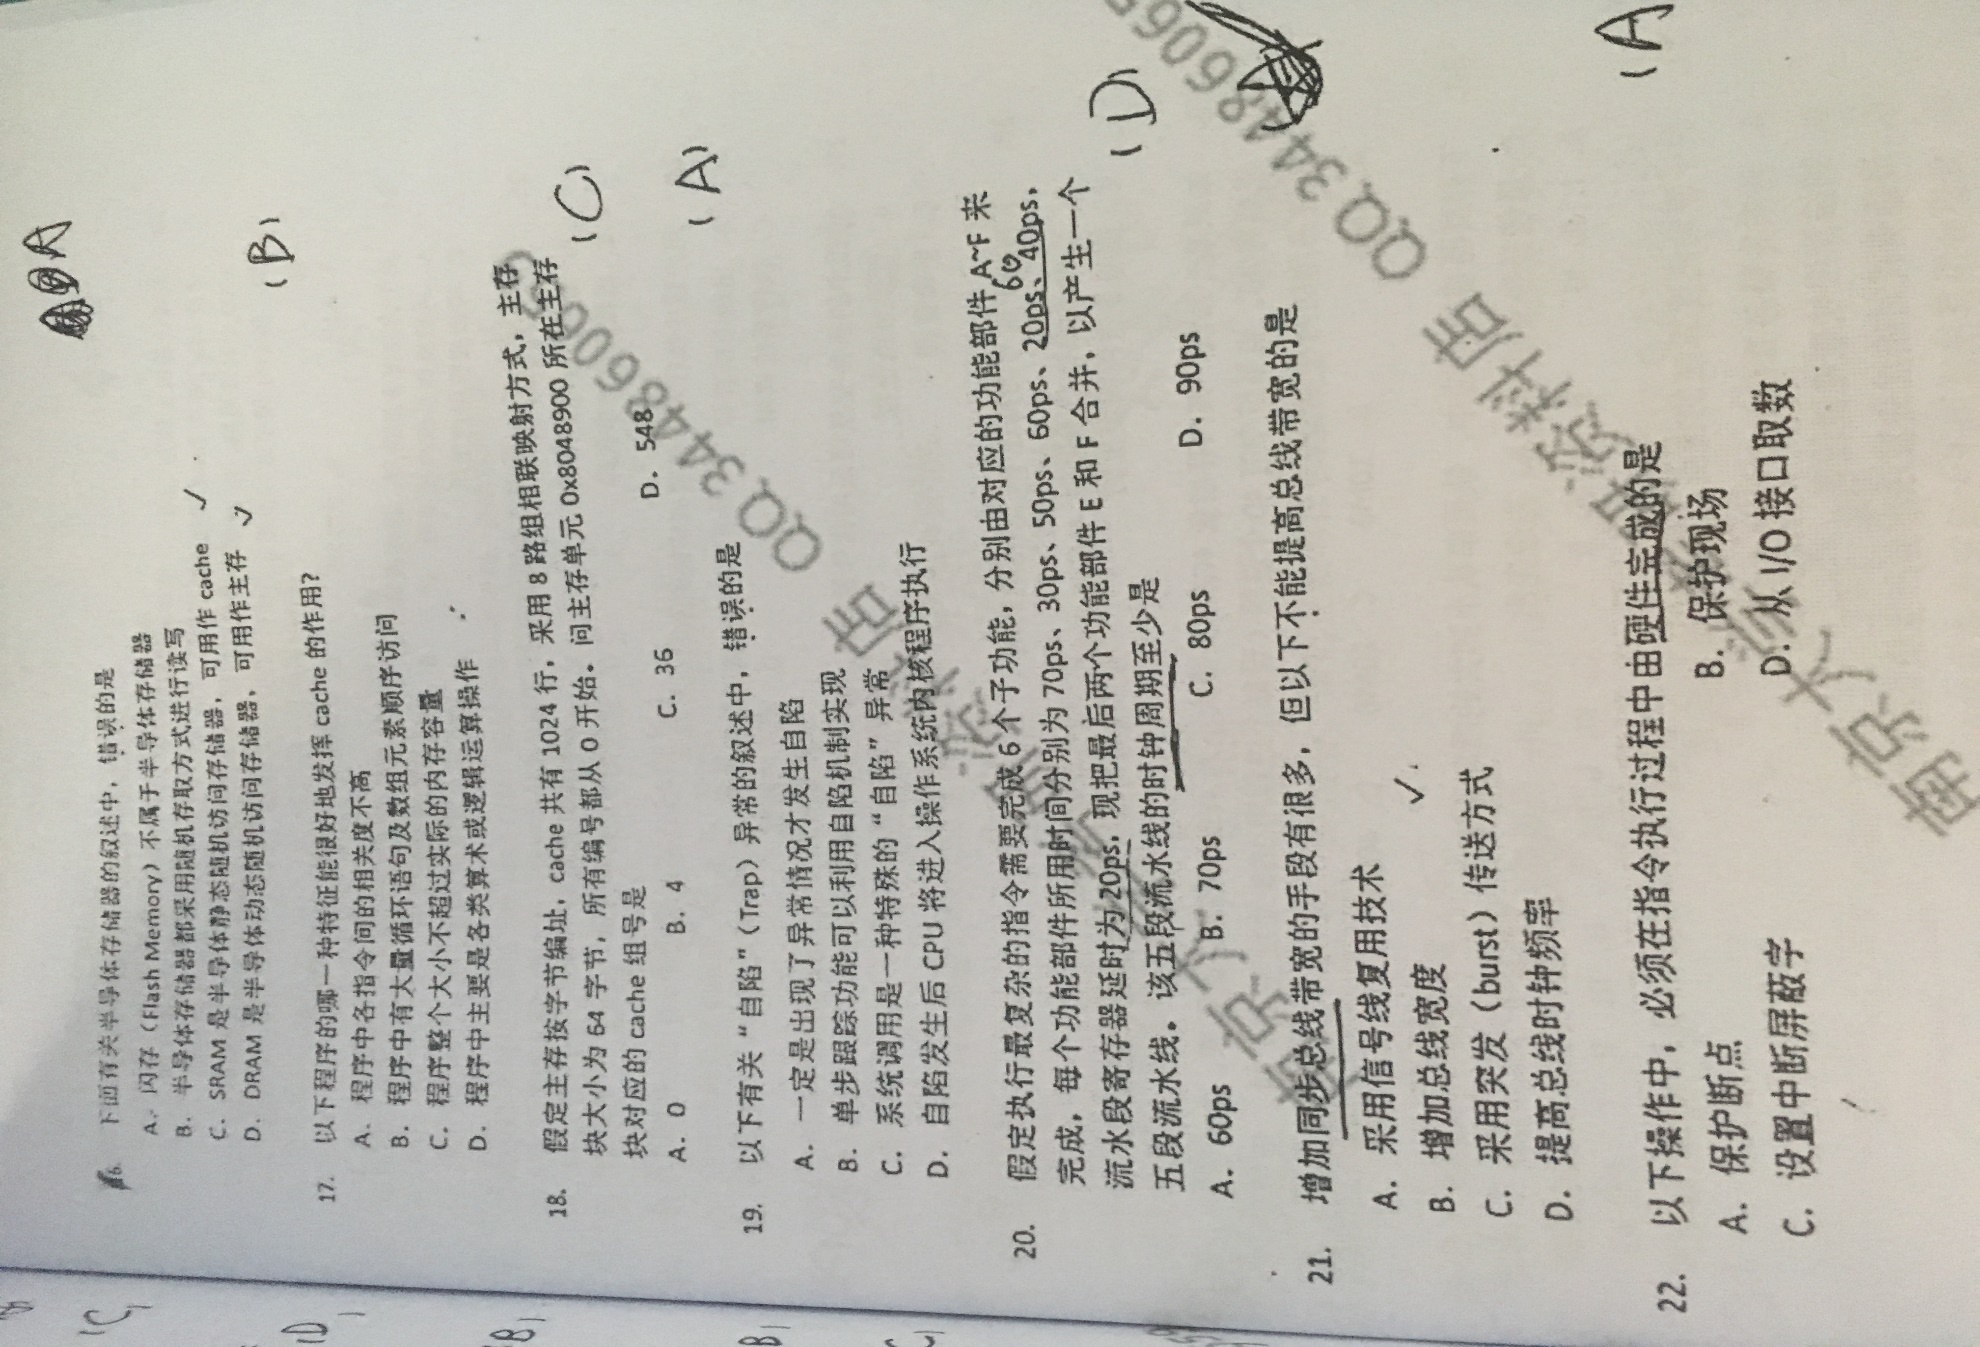 A
16. 下面有关半导体存储器的叙述中，错误的是
A. 闪存（Flash Memory）不属于半导体存储器
B. 半导体存储器都采用随机存取方式进行读写
C. SRAM 是半导体静态随机访问存储器，可用作 cache ✓
D. DRAM 是半导体动态随机访问存储器，可用作主存 ✓
(B)
17. 以下程序的哪一种特征能很好地发挥 cache 的作用?
A. 程序中各指令间的相关度不高
B. 程序中有大量循环语句及数组元素顺序访问
C. 程序整个大小不超过实际的内存容量
D. 程序中主要是各类算术或逻辑运算操作
18. 假定主存按字节编址，cache 共有 1024 行，采用 8 路组相联映射方式，主存
块大小为 64 字节，所有编号都从 0 开始。问主存单元 0x8048900 所在主存
块对应的 cache 组号是
(C)
A. 0 B. 4 C. 36 D. 548
(A)
19. 以下有关“自陷”（Trap）异常的叙述中，错误的是
A. 一定是出现了异常情况才发生自陷
B. 单步跟踪功能可以利用自陷机制实现
C. 系统调用是一种特殊的“自陷”异常
D. 自陷发生后 CPU 将进入操作系统内核程序执行
20. 假定执行最复杂的指令需要完成 6 个子功能，分别由对应的功能部件 A~F 来
60
完成，每个功能部件所用时间分别为 70ps、30ps、50ps、60ps、20ps、40ps，
流水段寄存器延时为 20ps，现把最后两个功能部件 E 和 F 合并，以产生一个
五段流水线。该五段流水线的时钟周期至少是
(D)
A. 60ps B. 70ps C. 80ps D. 90ps
21. 增加同步总线带宽的手段有很多，但以下不能提高总线带宽的是
A. 采用信号线复用技术 ✓
B. 增加总线宽度
C. 采用突发（burst）传送方式
D. 提高总线时钟频率
(A
22. 以下操作中，必须在指令执行过程中由硬件完成的是
A. 保护断点 B. 保护现场
C. 设置中断屏蔽字 D. 从 I/O 接口取数
(C)
(D)
B)
B)
C)